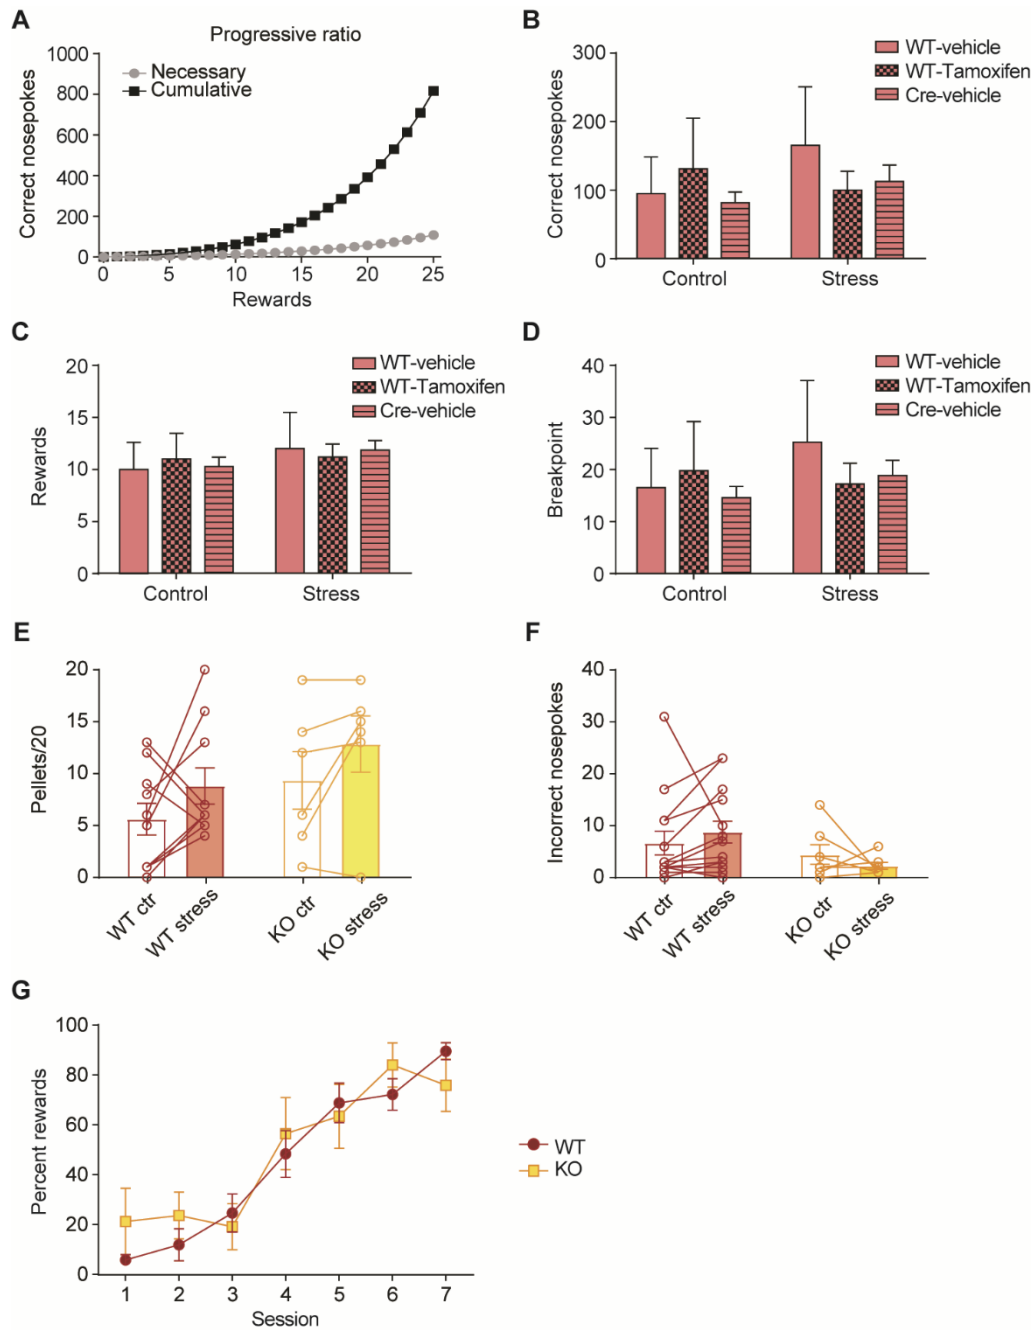 A
Progressive ratio
1000
800
600
400
200
0
Correct nosepokes
Necessary
Cumulative
0 5 10 15 20 25
Rewards
B
300
200
100
0
Correct nosepokes
WT-vehicle
WT-Tamoxifen
Cre-vehicle
Control Stress
C
20
15
10
5
0
Rewards
WT-vehicle
WT-Tamoxifen
Cre-vehicle
Control Stress
D
40
30
20
10
0
Breakpoint
WT-vehicle
WT-Tamoxifen
Cre-vehicle
Control Stress
E
20
15
10
5
0
Pellets/20
WT ctr
WT stress
KO ctr
KO stress
F
40
30
20
10
0
Incorrect nosepokes
WT ctr
WT stress
KO ctr
KO stress
G
100
80
60
40
20
0
Percent rewards
1 2 3 4 5 6 7
Session
WT
KO